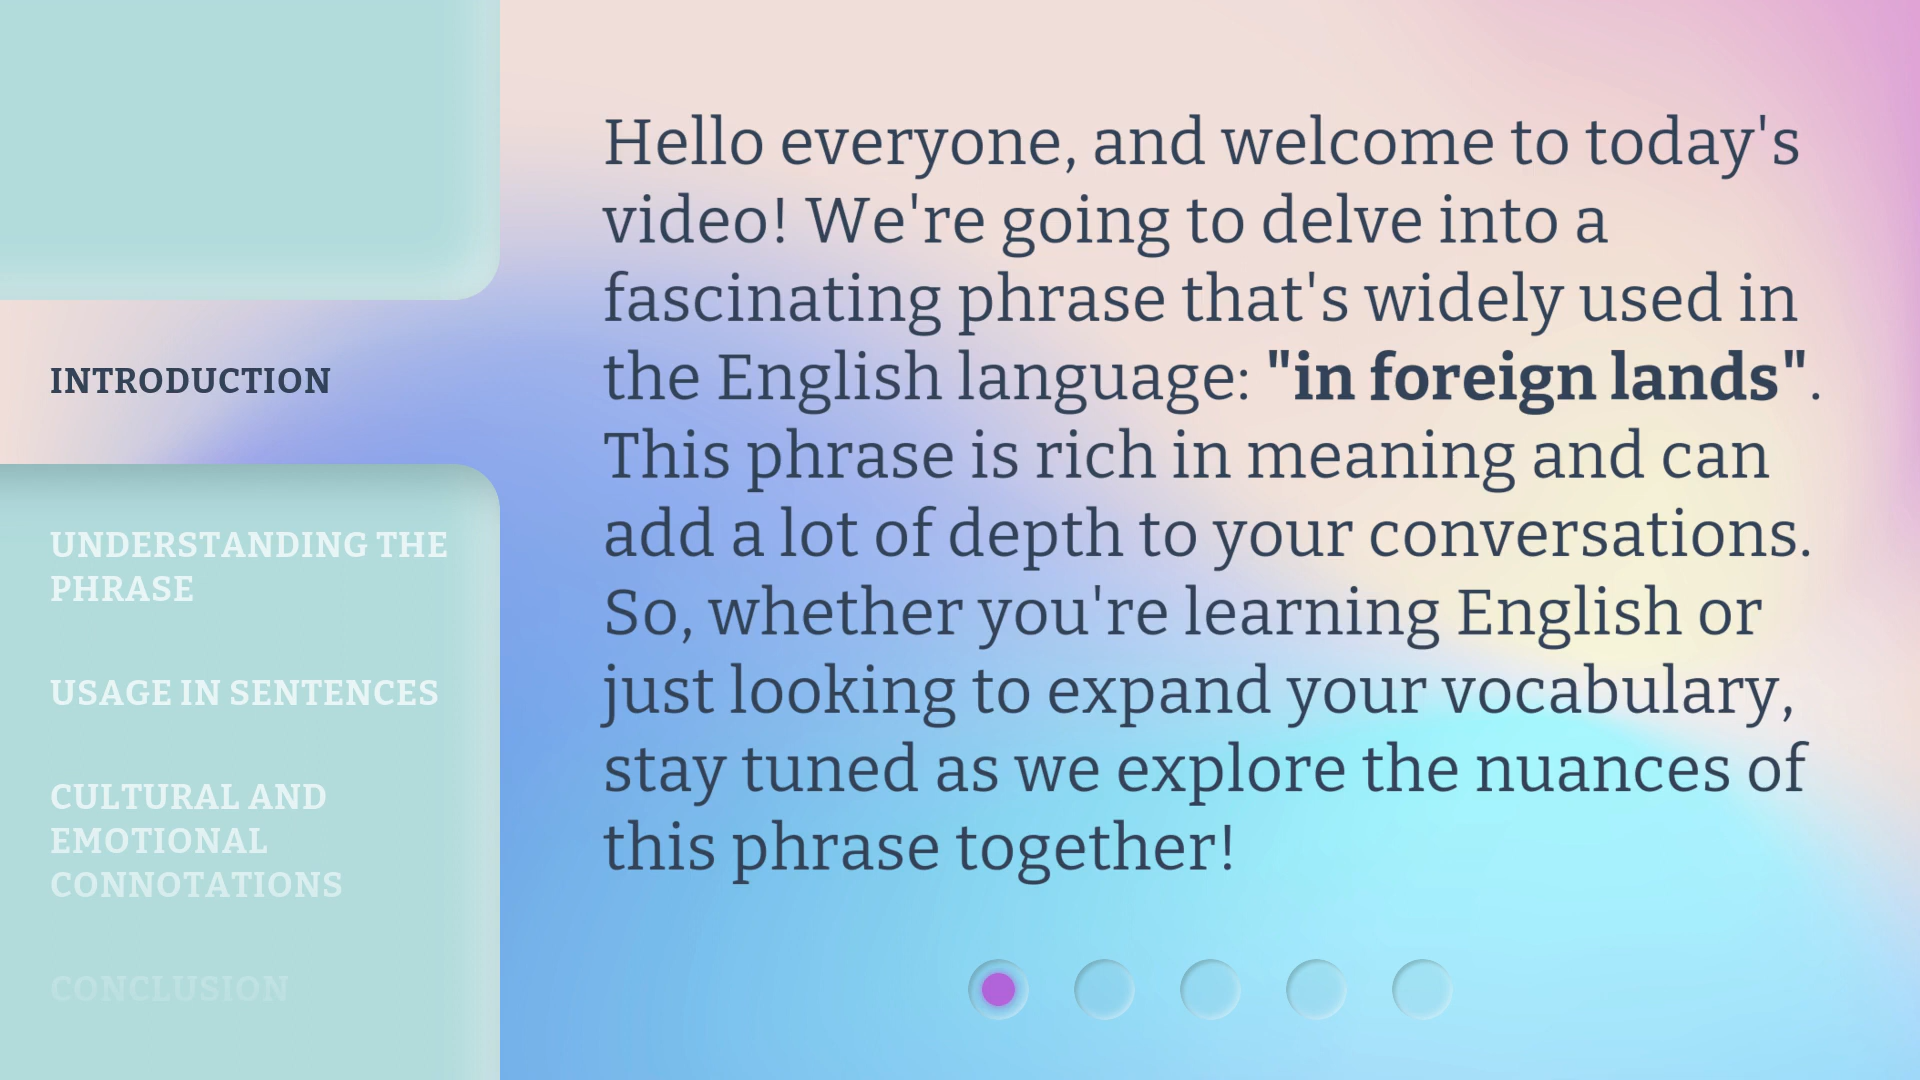 INTRODUCTION
UNDERSTANDING THE
PHRASE
USAGE IN SENTENCES
CULTURAL AND
EMOTIONAL
CONNOTATIONS
CONCLUSION
Hello everyone, and welcome to today's
video! We're going to delve into a
fascinating phrase that's widely used in
the English language: "in foreign lands".
This phrase is rich in meaning and can
add a lot of depth to your conversations.
So, whether you're learning English or
just looking to expand your vocabulary,
stay tuned as we explore the nuances of
this phrase together!